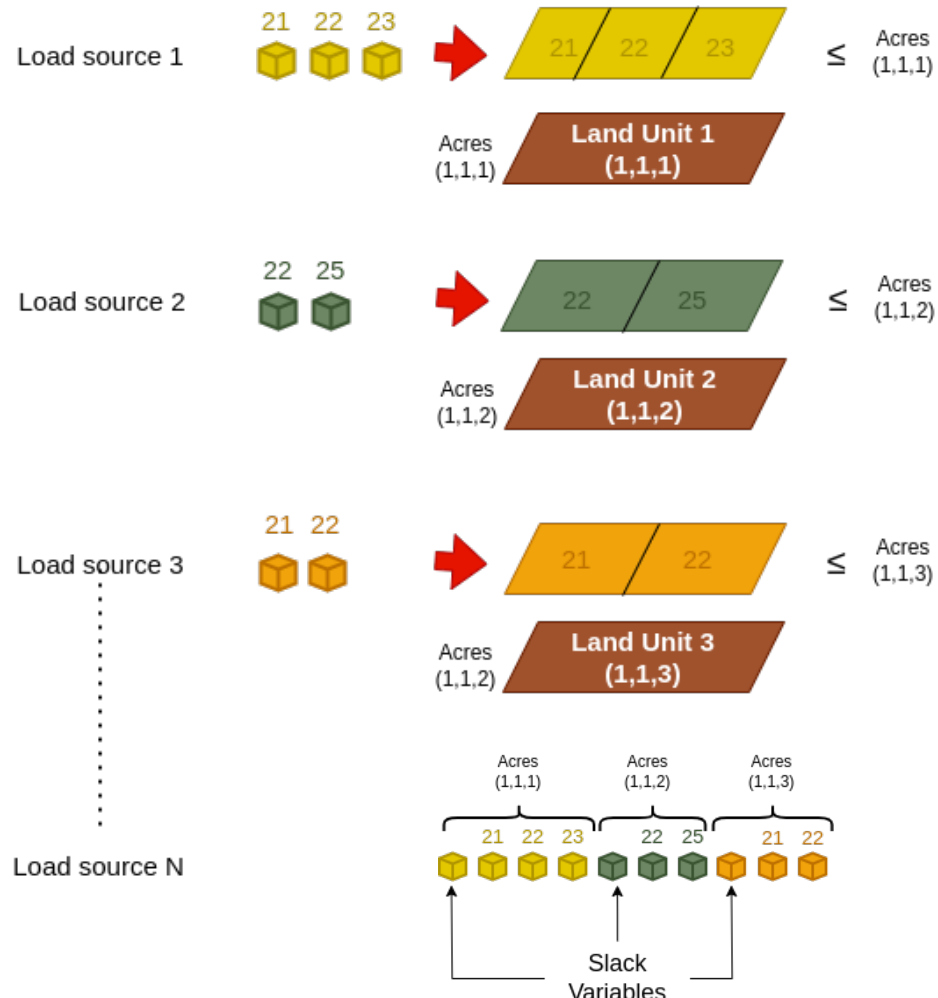 21 22 23
Load source 1
21 22 23
≤
Acres
(1,1,1)
Acres
(1,1,1)
Land Unit 1
(1,1,1)
22 25
Load source 2
22 25
≤
Acres
(1,1,2)
Acres
(1,1,2)
Land Unit 2
(1,1,2)
21 22
Load source 3
21 22
≤
Acres
(1,1,3)
Acres
(1,1,2)
Land Unit 3
(1,1,3)
Acres
(1,1,1)
Acres
(1,1,2)
Acres
(1,1,3)
21 22 23 22 25 21 22
Load source N
Slack
Variables